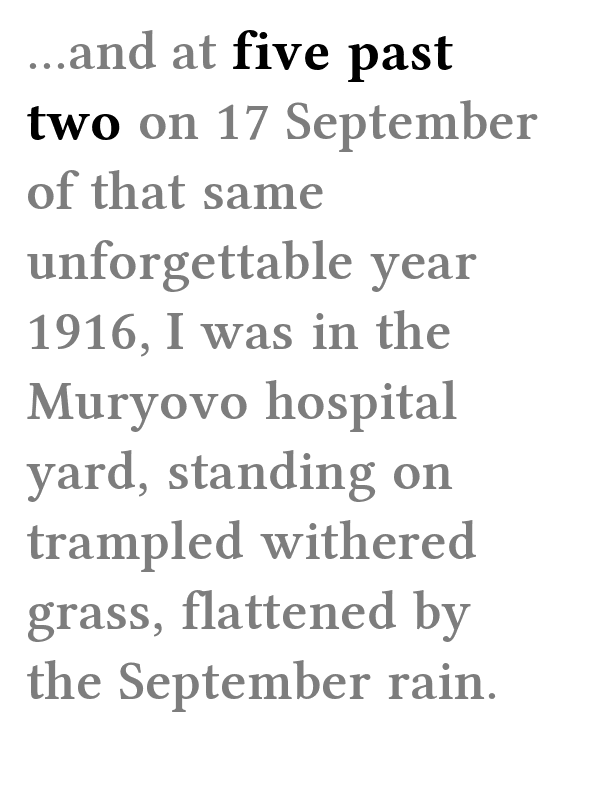 ...and at five past
two on 17 September
of that same
unforgettable year
1916, I was in the
Muryovo hospital
yard, standing on
trampled withered
grass, flattened by
the September rain.